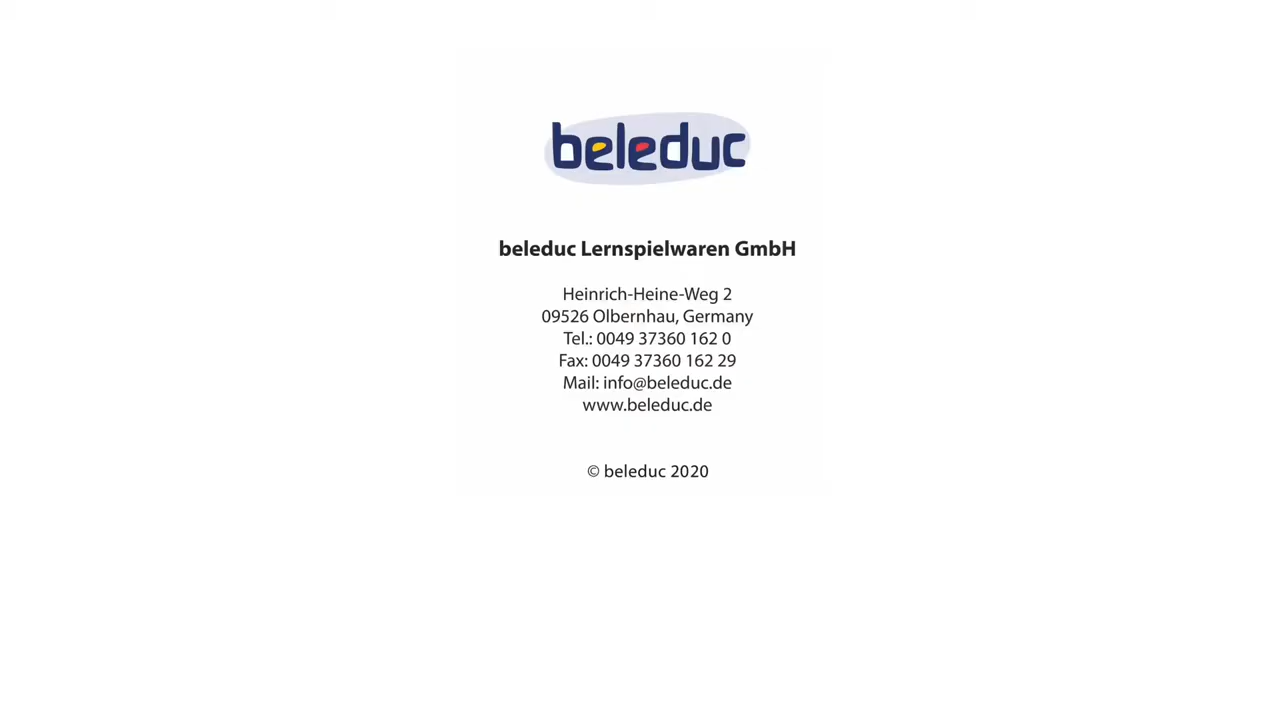 beleduc
beleduc Lernspielwaren GmbH
Heinrich-Heine-Weg 2
09526 Olbernhau, Germany
Tel.: 0049 37360 162 0
Fax: 0049 37360 162 29
Mail: info@beleduc.de
www.beleduc.de
© beleduc 2020